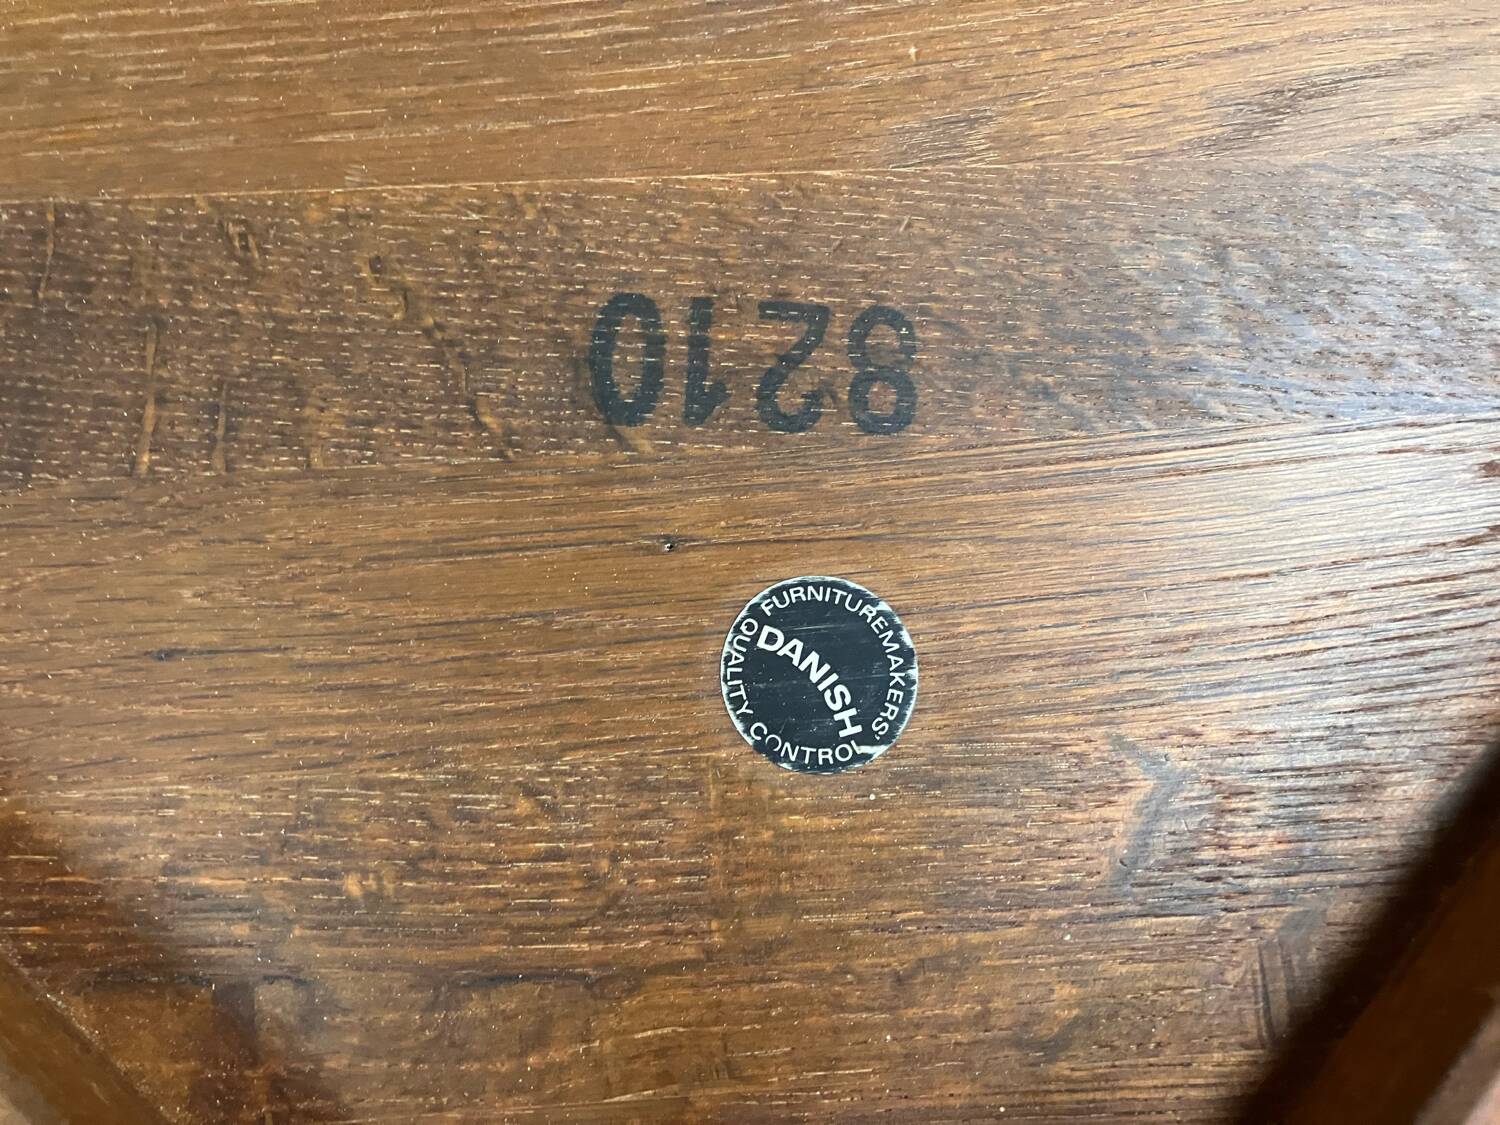 8210
FURNITUREMAKERS'
DANISH
QUALITY CONTROL